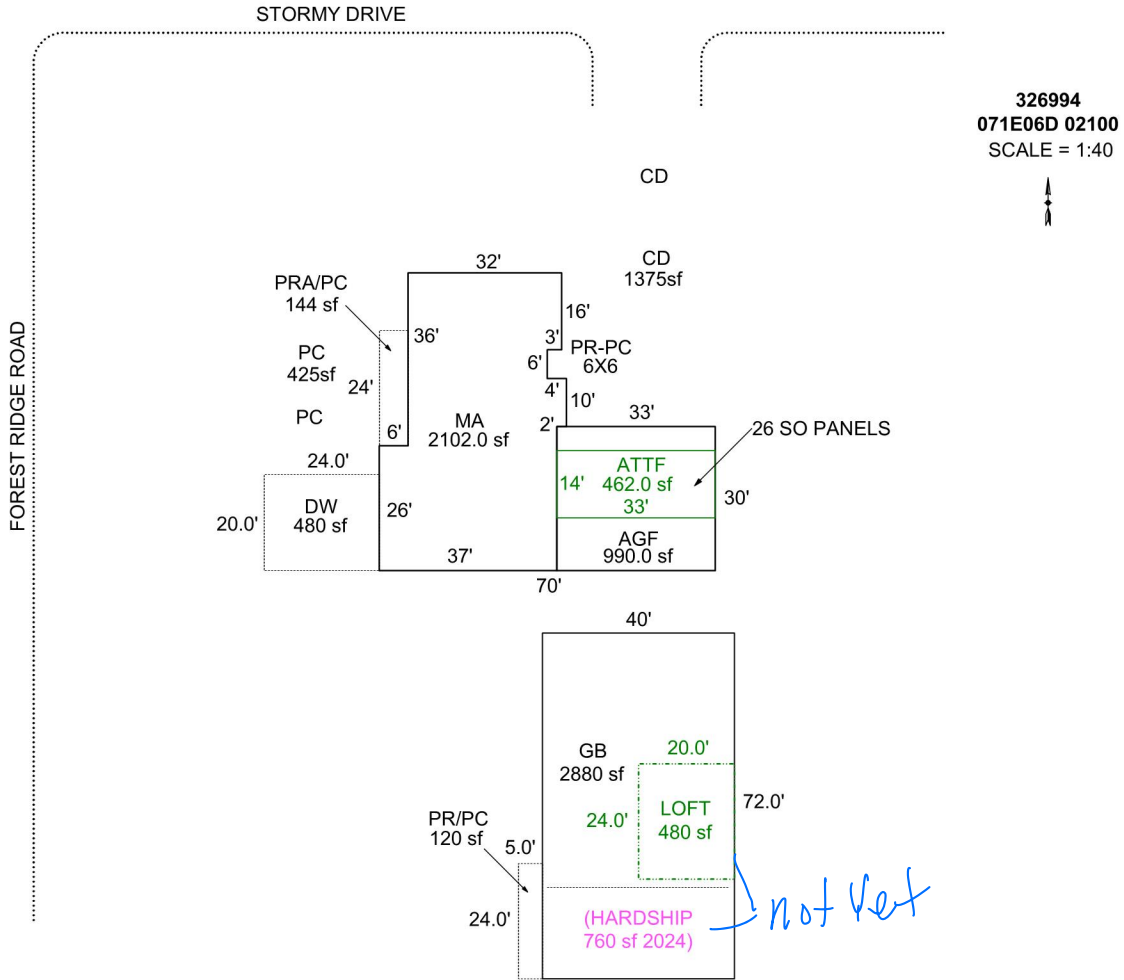 STORMY DRIVE
326994
071E06D 02100
SCALE = 1:40
N
FOREST RIDGE ROAD
CD
CD
1375sf
32'
PRA/PC
144 sf
16'
36'
3'
PR-PC
6X6
6'
PC
425sf
24'
4'
10'
33'
PC
MA
2102.0 sf
2'
6'
26 SO PANELS
24.0'
ATTF
462.0 sf
14'
33'
30'
DW
480 sf
20.0'
26'
AGF
990.0 sf
37'
70'
40'
GB
2880 sf
20.0'
72.0'
LOFT
480 sf
24.0'
PR/PC
120 sf
5.0'
24.0'
(HARDSHIP
760 sf 2024)
not Yet